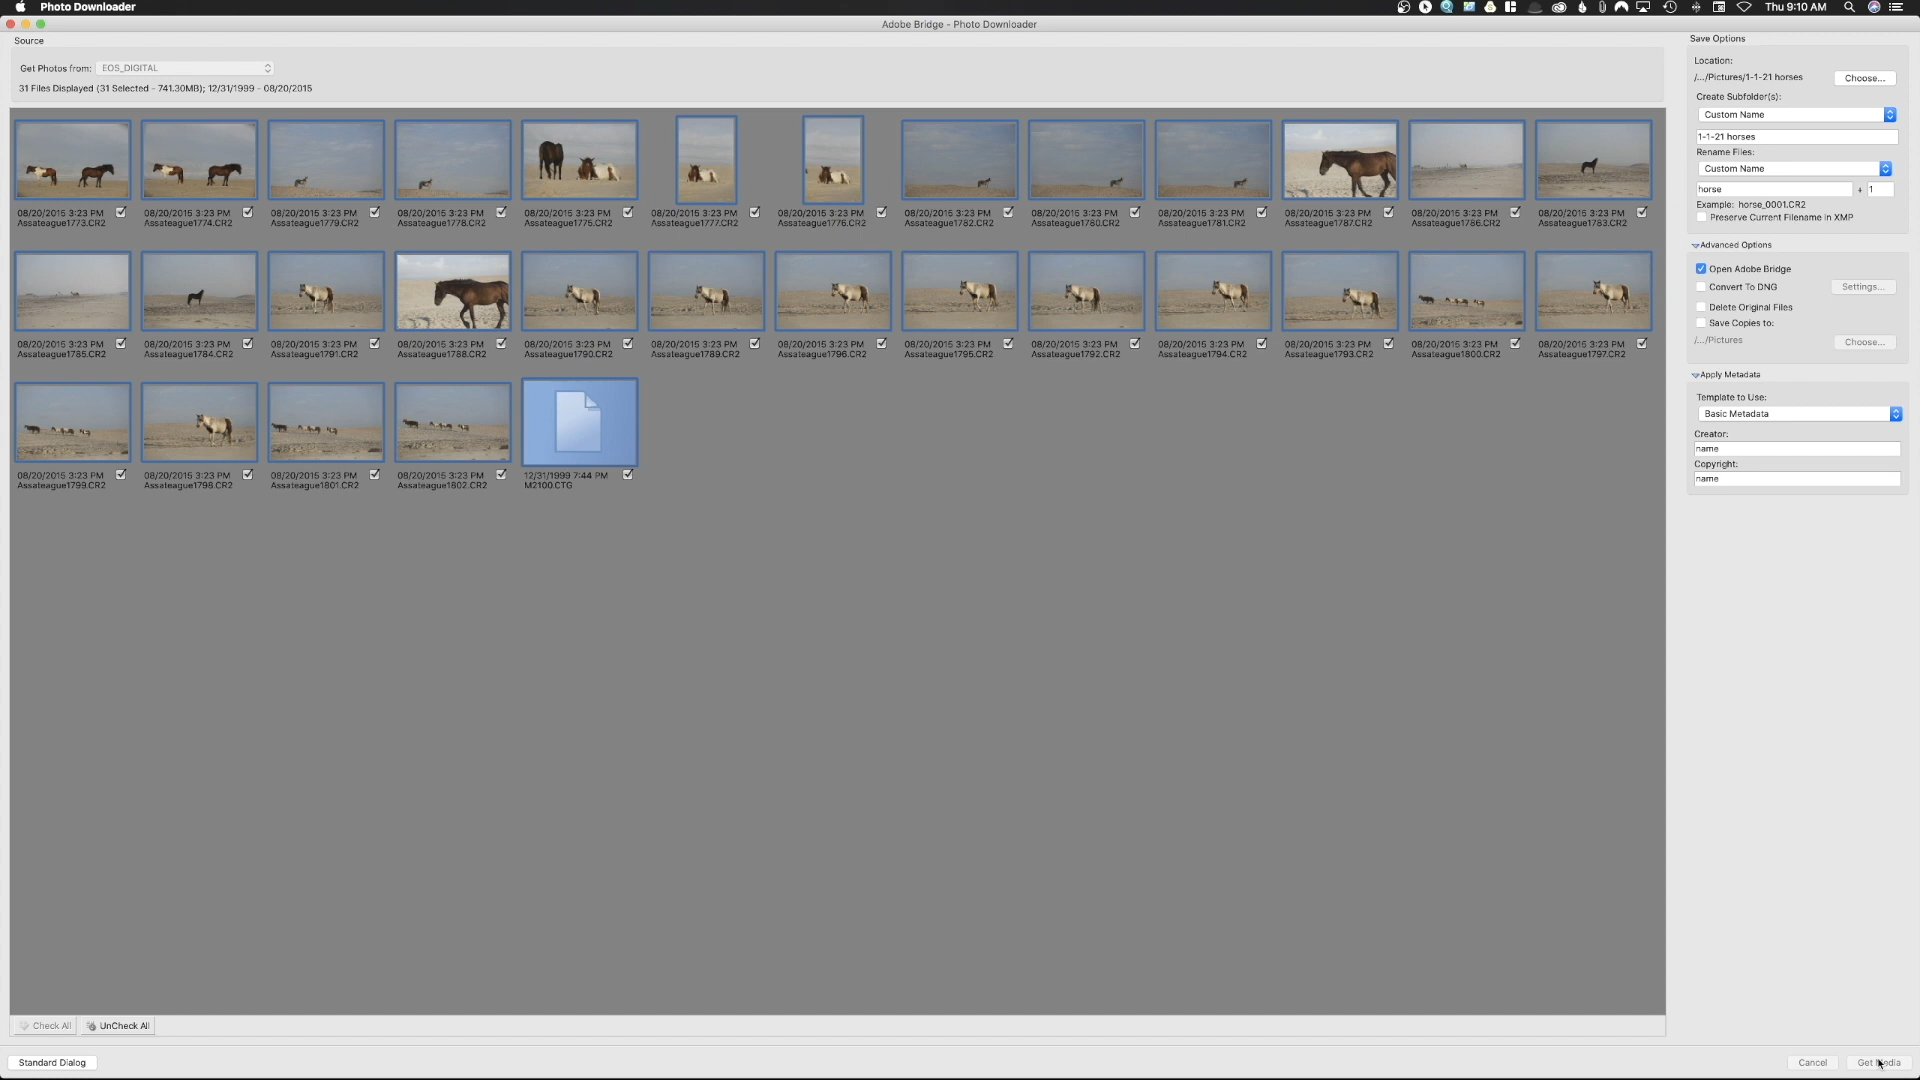 Photo Downloader
Thu 9:10 AM
Adobe Bridge - Photo Downloader
Source
Get Photos from: EOS_DIGITAL
31 Files Displayed (31 Selected - 741.30MB); 12/31/1999 - 08/20/2015
08/20/2015 3:23 PM 08/20/2015 3:23 PM 08/20/2015 3:23 PM 08/20/2015 3:23 PM 08/20/2015 3:23 PM 08/20/2015 3:23 PM 08/20/2015 3:23 PM 08/20/2015 3:23 PM 08/20/2015 3:23 PM 08/20/2015 3:23 PM 08/20/2015 3:23 PM 08/20/2015 3:23 PM 08/20/2015 3:23 PM
Assateague1773.CR2 Assateague1774.CR2 Assateague1779.CR2 Assateague1778.CR2 Assateague1775.CR2 Assateague1777.CR2 Assateague1776.CR2 Assateague1782.CR2 Assateague1780.CR2 Assateague1781.CR2 Assateague1787.CR2 Assateague1786.CR2 Assateague1783.CR2
08/20/2015 3:23 PM 08/20/2015 3:23 PM 08/20/2015 3:23 PM 08/20/2015 3:23 PM 08/20/2015 3:23 PM 08/20/2015 3:23 PM 08/20/2015 3:23 PM 08/20/2015 3:23 PM 08/20/2015 3:23 PM 08/20/2015 3:23 PM 08/20/2015 3:23 PM 08/20/2015 3:23 PM 08/20/2015 3:23 PM
Assateague1785.CR2 Assateague1784.CR2 Assateague1791.CR2 Assateague1788.CR2 Assateague1790.CR2 Assateague1789.CR2 Assateague1796.CR2 Assateague1795.CR2 Assateague1792.CR2 Assateague1794.CR2 Assateague1793.CR2 Assateague1800.CR2 Assateague1797.CR2
08/20/2015 3:23 PM 08/20/2015 3:23 PM 08/20/2015 3:23 PM 08/20/2015 3:23 PM 12/31/1999 7:44 PM
Assateague1799.CR2 Assateague1798.CR2 Assateague1801.CR2 Assateague1802.CR2 M2100.CTG
Check All UnCheck All
Standard Dialog
Save Options
Location:
/.../Pictures/1-1-21 horses Choose...
Create Subfolder(s):
Custom Name
1-1-21 horses
Rename Files:
Custom Name
horse + 1
Example: horse_0001.CR2
Preserve Current Filename in XMP
Advanced Options
Open Adobe Bridge
Convert To DNG Settings...
Delete Original Files
Save Copies to:
/.../Pictures Choose...
Apply Metadata
Template to Use:
Basic Metadata
Creator:
name
Copyright:
name
Cancel Get Media